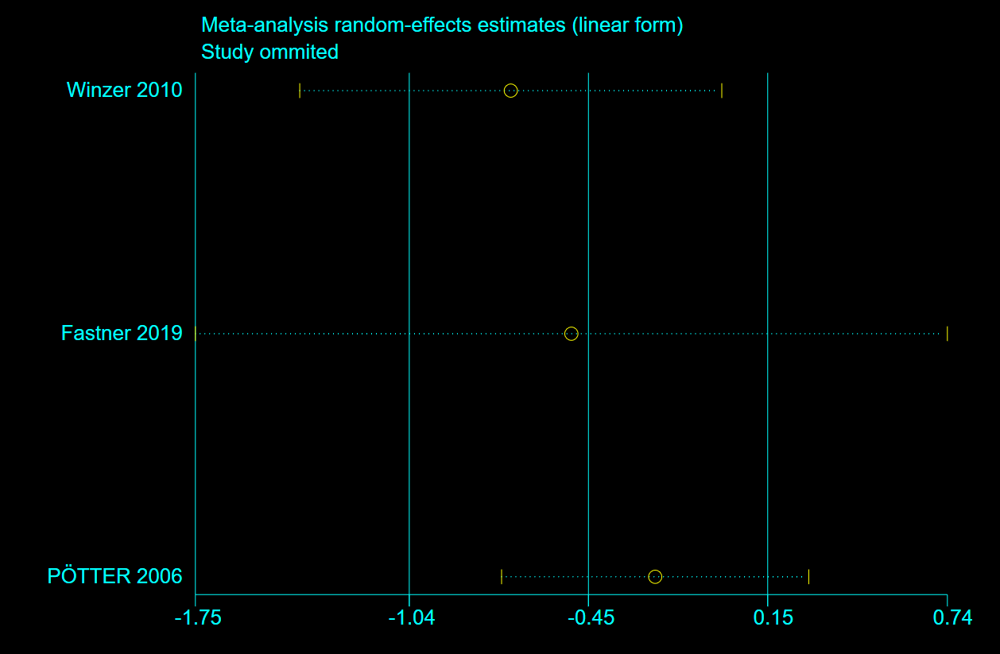 Meta-analysis random-effects estimates (linear form)
Study ommited
Winzer 2010
Fastner 2019
PÖTTER 2006
-1.75 -1.04 -0.45 0.15 0.74